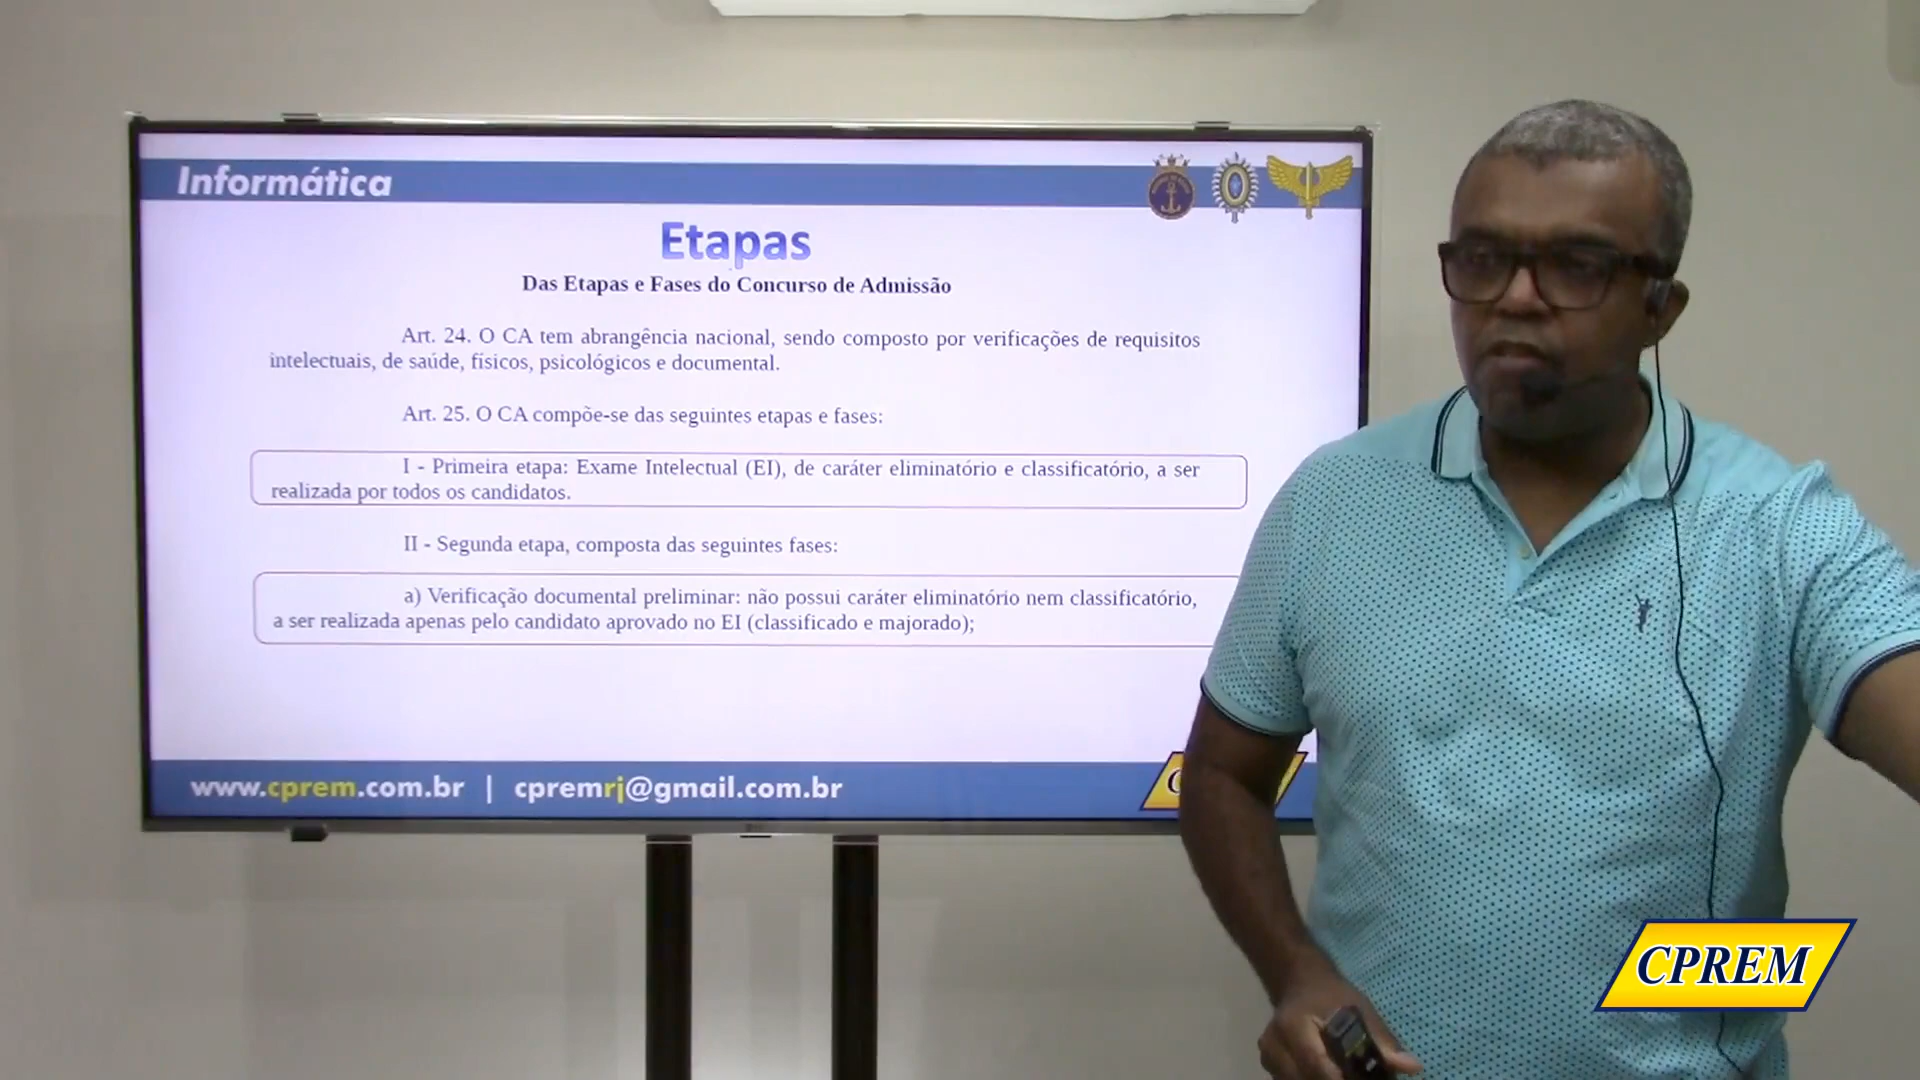 Informática
Etapas
Das Etapas e Fases do Concurso de Admissão
Art. 24. O CA tem abrangência nacional, sendo composto por verificações de requisitos
intelectuais, de saúde, físicos, psicológicos e documental.
Art. 25. O CA compõe-se das seguintes etapas e fases:
I - Primeira etapa: Exame Intelectual (EI), de caráter eliminatório e classificatório, a ser
realizada por todos os candidatos.
II - Segunda etapa, composta das seguintes fases:
a) Verificação documental preliminar: não possui caráter eliminatório nem classificatório,
a ser realizada apenas pelo candidato aprovado no EI (classificado e majorado);
www.cprem.com.br | cpremrj@gmail.com.br
CPREM